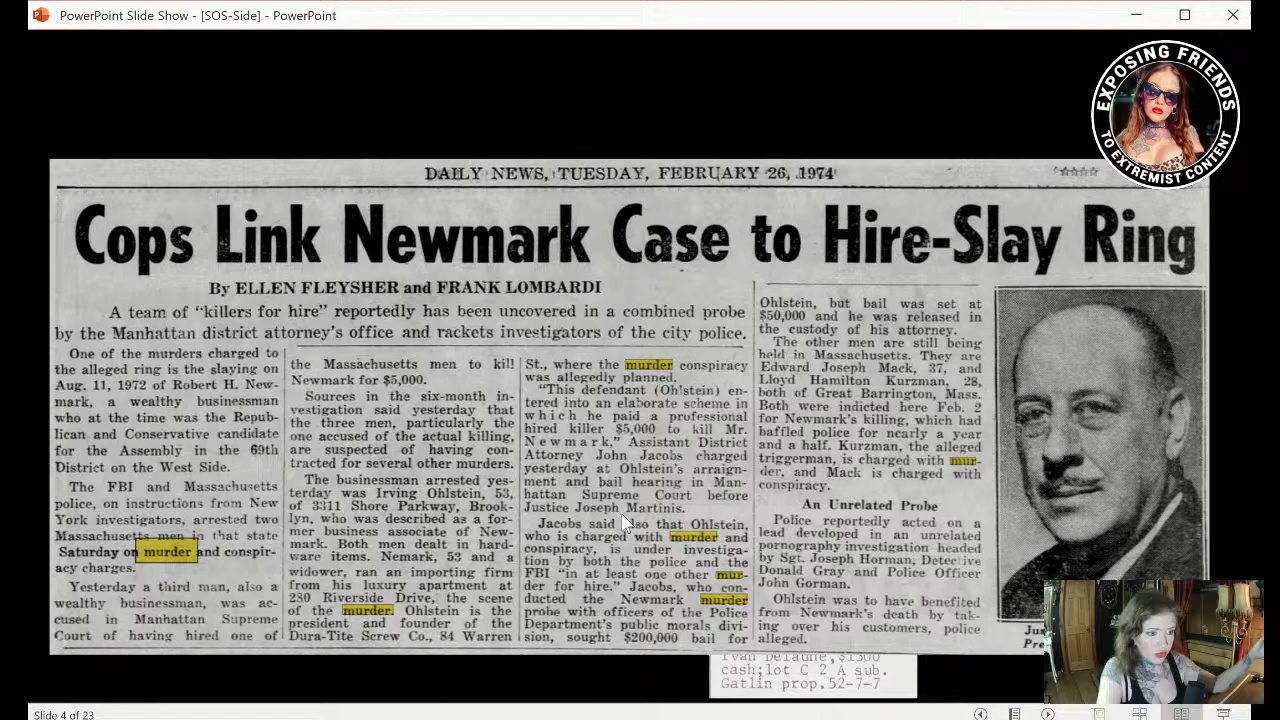 PowerPoint Slide Show - [SOS-Side] - PowerPoint
EXPOSING FRIENDS
TO EXTREMIST CONTENT
DAILY NEWS, TUESDAY, FEBRUARY 26, 1974
Cops Link Newmark Case to Hire-Slay Ring
By ELLEN FLEYSHER and FRANK LOMBARDI
A team of "killers for hire" reportedly has been uncovered in a combined probe
by the Manhattan district attorney's office and rackets investigators of the city police.
One of the murders charged to
the alleged ring is the slaying on
Aug. 11, 1972 of Robert H. New-
mark, a wealthy businessman
who at the time was the Repub-
lican and Conservative candidate
for the Assembly in the 69th
District on the West Side.
The FBI and Massachusetts
police, on instructions from New
York investigators, arrested two
Massachusetts men in that state
Saturday on murder and conspir-
acy charges.
Yesterday a third man, also a
wealthy businessman, was ac-
cused in Manhattan Supreme
Court of having hired one of
the Massachusetts men to kill
Newmark for $5,000.
Sources in the six-month in-
vestigation said yesterday that
the three men, particularly the
one accused of the actual killing,
are suspected of having con-
tracted for several other murders.
The businessman arrested yes-
terday was Irving Ohlstein, 53,
of 3311 Shore Parkway, Brook-
lyn, who was described as a for-
mer business associate of New-
mark. Both men dealt in hard-
ware items. Nemark, 53 and a
widower, ran an importing firm
from his luxury apartment at
230 Riverside Drive, the scene
of the murder. Ohlstein is the
president and founder of the
Dura-Tite Screw Co., 84 Warren
St., where the murder conspiracy
was allegedly planned.
"This defendant (Ohlstein) en-
tered into an elaborate scheme in
which he paid a professional
hired killer $5,000 to kill Mr.
Newmark," Assistant District
Attorney John Jacobs charged
yesterday at Ohlstein's arraign-
ment and bail hearing in Man-
hattan Supreme Court before
Justice Joseph Martinis.
Jacobs said also that Ohlstein,
who is charged with murder and
conspiracy, is under investiga-
tion by both the police and the
FBI "in at least one other mur-
der for hire." Jacobs, who con-
ducted the Newmark murder
probe with officers of the Police
Department's public morals divi-
sion, sought $200,000 bail for
Ohlstein, but bail was set at
$50,000 and he was released in
the custody of his attorney.
The other men are still being
held in Massachusetts. They are
Edward Joseph Mack, 37, and
Lloyd Hamilton Kurzman, 28,
both of Great Barrington, Mass.
Both were indicted here Feb. 2
for Newmark's killing, which had
baffled police for nearly a year
and a half. Kurzman, the alleged
triggerman, is charged with mur-
der, and Mack is charged with
conspiracy.
An Unrelated Probe
Police reportedly acted on a
lead developed in an unrelated
pornography investigation headed
by Sgt. Joseph Horman, Detective
Donald Gray and Police Officer
John Gorman.
Ohlstein was to have benefited
from Newmark's death by tak-
ing over his customers, police
alleged.
Ivan Delaune,$1500
cash;lot C 2 A sub.
Gatlin prop.52-7-7
Slide 4 of 23